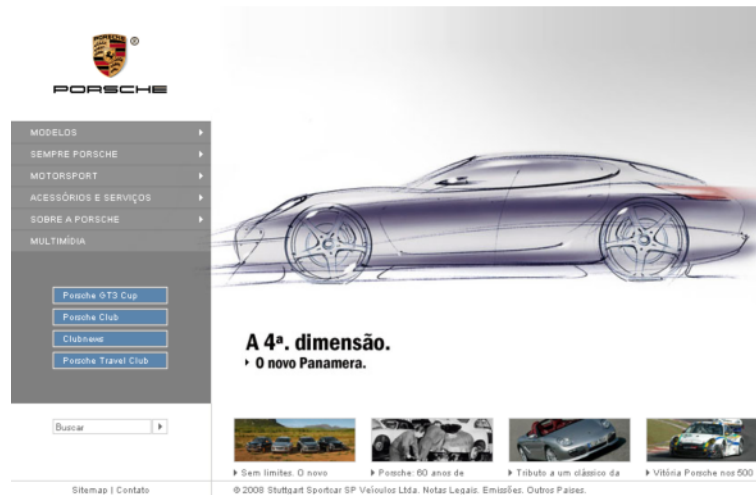 PORSCHE
®
PORSCHE
MODELOS
SEMPRE PORSCHE
MOTORSPORT
ACESSÓRIOS E SERVIÇOS
SOBRE A PORSCHE
MULTIMÍDIA
Porsche GT3 Cup
Porsche Club
Clubnews
Porsche Travel Club
A 4ª. dimensão.
O novo Panamera.
Buscar
Sem limites. O novo
Porsche: 60 anos de
Tributo a um clássico da
Vitória Porsche nos 500
Sitemap | Contato
© 2008 Stuttgart Sportcar SP Veículos Ltda. Notas Legais. Emissões. Outros Países.